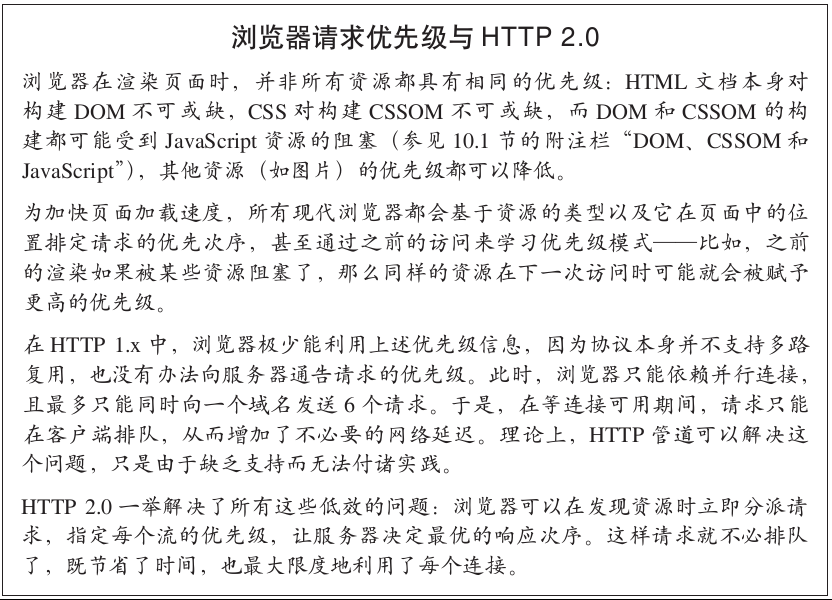 浏览器请求优先级与 HTTP 2.0
浏览器在渲染页面时，并非所有资源都具有相同的优先级：HTML 文档本身对
构建 DOM 不可或缺，CSS 对构建 CSSOM 不可或缺，而 DOM 和 CSSOM 的构
建都可能受到 JavaScript 资源的阻塞（参见 10.1 节的附注栏“DOM、CSSOM 和
JavaScript”），其他资源（如图片）的优先级都可以降低。
为加快页面加载速度，所有现代浏览器都会基于资源的类型以及它在页面中的位
置排定请求的优先次序，甚至通过之前的访问来学习优先级模式——比如，之前
的渲染如果被某些资源阻塞了，那么同样的资源在下一次访问时可能就会被赋予
更高的优先级。
在 HTTP 1.x 中，浏览器极少能利用上述优先级信息，因为协议本身并不支持多路
复用，也没有办法向服务器通告请求的优先级。此时，浏览器只能依赖并行连接，
且最多只能同时向一个域名发送 6 个请求。于是，在等连接可用期间，请求只能
在客户端排队，从而增加了不必要的网络延迟。理论上，HTTP 管道可以解决这
个问题，只是由于缺乏支持而无法付诸实践。
HTTP 2.0 一举解决了所有这些低效的问题：浏览器可以在发现资源时立即分派请
求，指定每个流的优先级，让服务器决定最优的响应次序。这样请求就不必排队
了，既节省了时间，也最大限度地利用了每个连接。